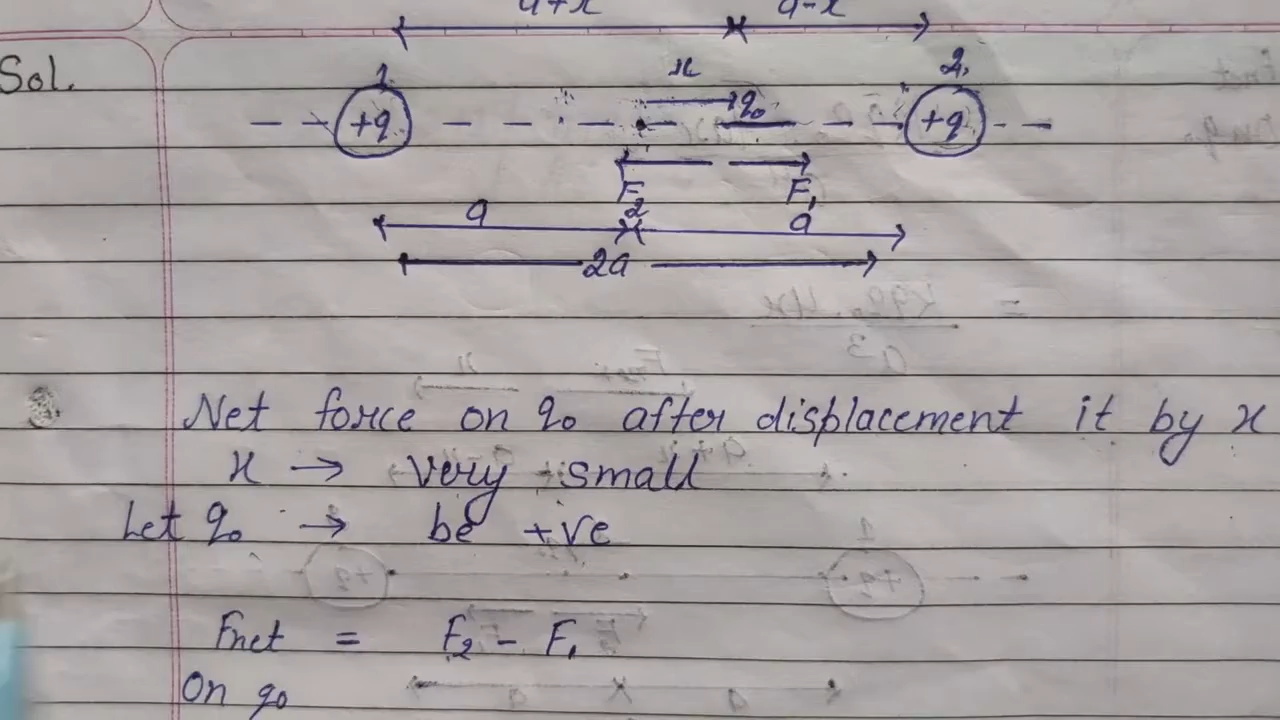 a+x a-x
Sol. 1. x 2.
+q q₀ +q
F₂ F₁
a a
2a
Net force on q₀ after displacement it by x
x → very small
Let q₀ → be +ve
Fnet = F₂ - F₁
On q₀